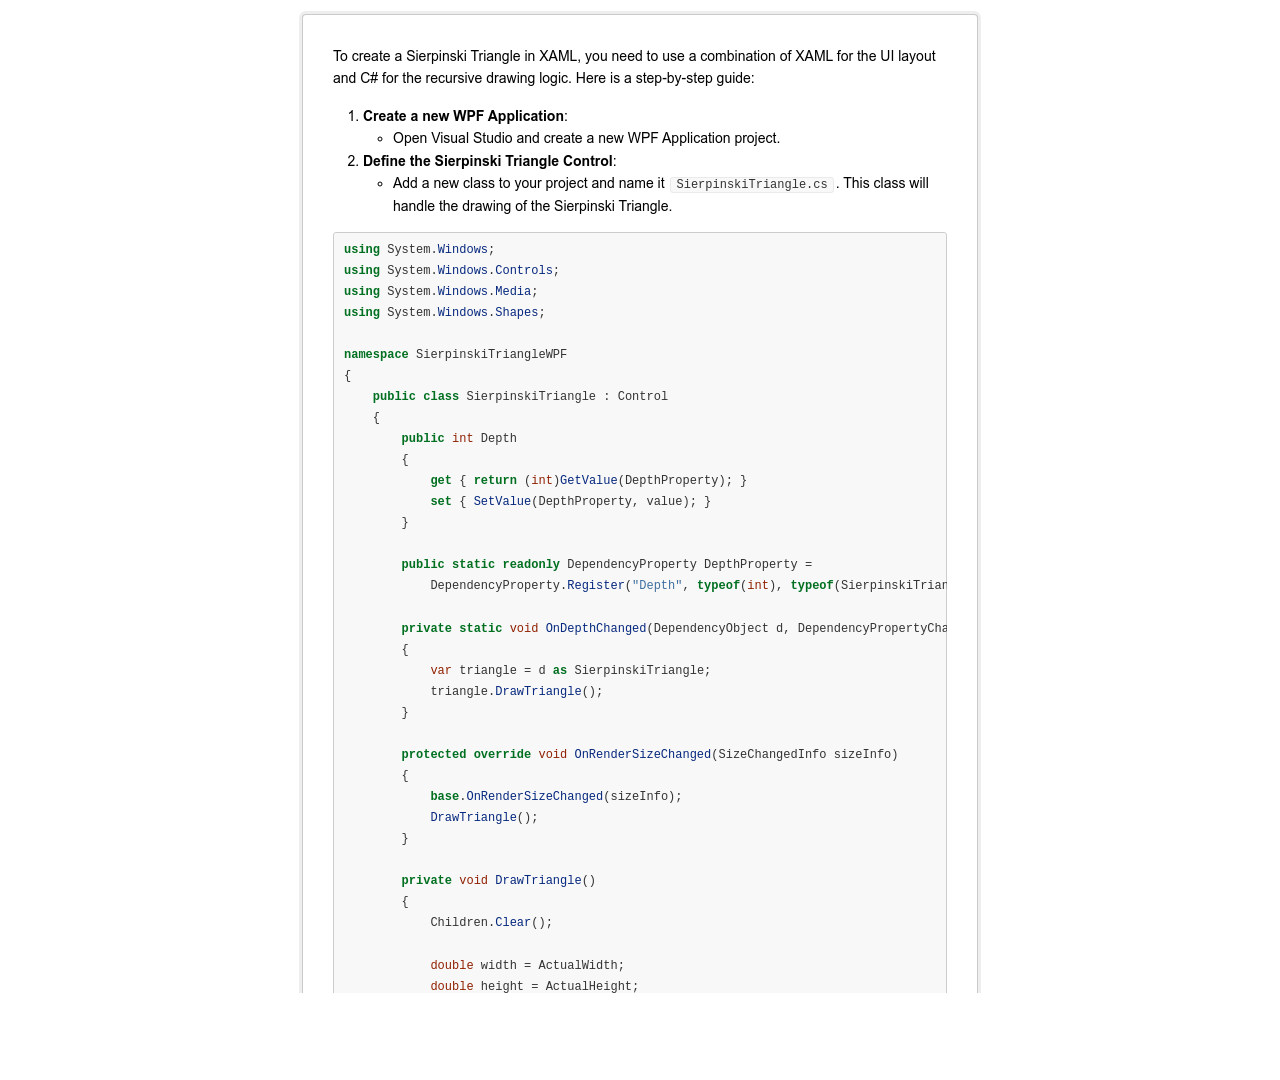 To create a Sierpinski Triangle in XAML, you need to use a combination of XAML for the UI layout
and C# for the recursive drawing logic. Here is a step-by-step guide:
1. Create a new WPF Application:
Open Visual Studio and create a new WPF Application project.
2. Define the Sierpinski Triangle Control:
Add a new class to your project and name it SierpinskiTriangle.cs. This class will
handle the drawing of the Sierpinski Triangle.
using System.Windows;
using System.Windows.Controls;
using System.Windows.Media;
using System.Windows.Shapes;
namespace SierpinskiTriangleWPF
{
public class SierpinskiTriangle : Control
{
public int Depth
{
get { return (int)GetValue(DepthProperty); }
set { SetValue(DepthProperty, value); }
}
public static readonly DependencyProperty DepthProperty =
DependencyProperty.Register("Depth", typeof(int), typeof(SierpinskiTrian
private static void OnDepthChanged(DependencyObject d, DependencyPropertyCha
{
var triangle = d as SierpinskiTriangle;
triangle.DrawTriangle();
}
protected override void OnRenderSizeChanged(SizeChangedInfo sizeInfo)
{
base.OnRenderSizeChanged(sizeInfo);
DrawTriangle();
}
private void DrawTriangle()
{
Children.Clear();
double width = ActualWidth;
double height = ActualHeight;